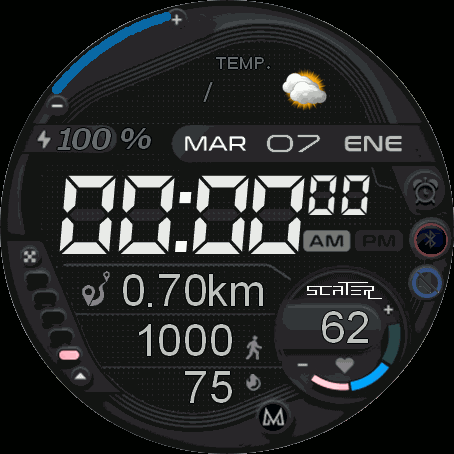 TEMP.
/
100 %
MAR 07 ENE
00:00 00
AM PM
0.70km
SCATER
1000
62
+
75
-
M